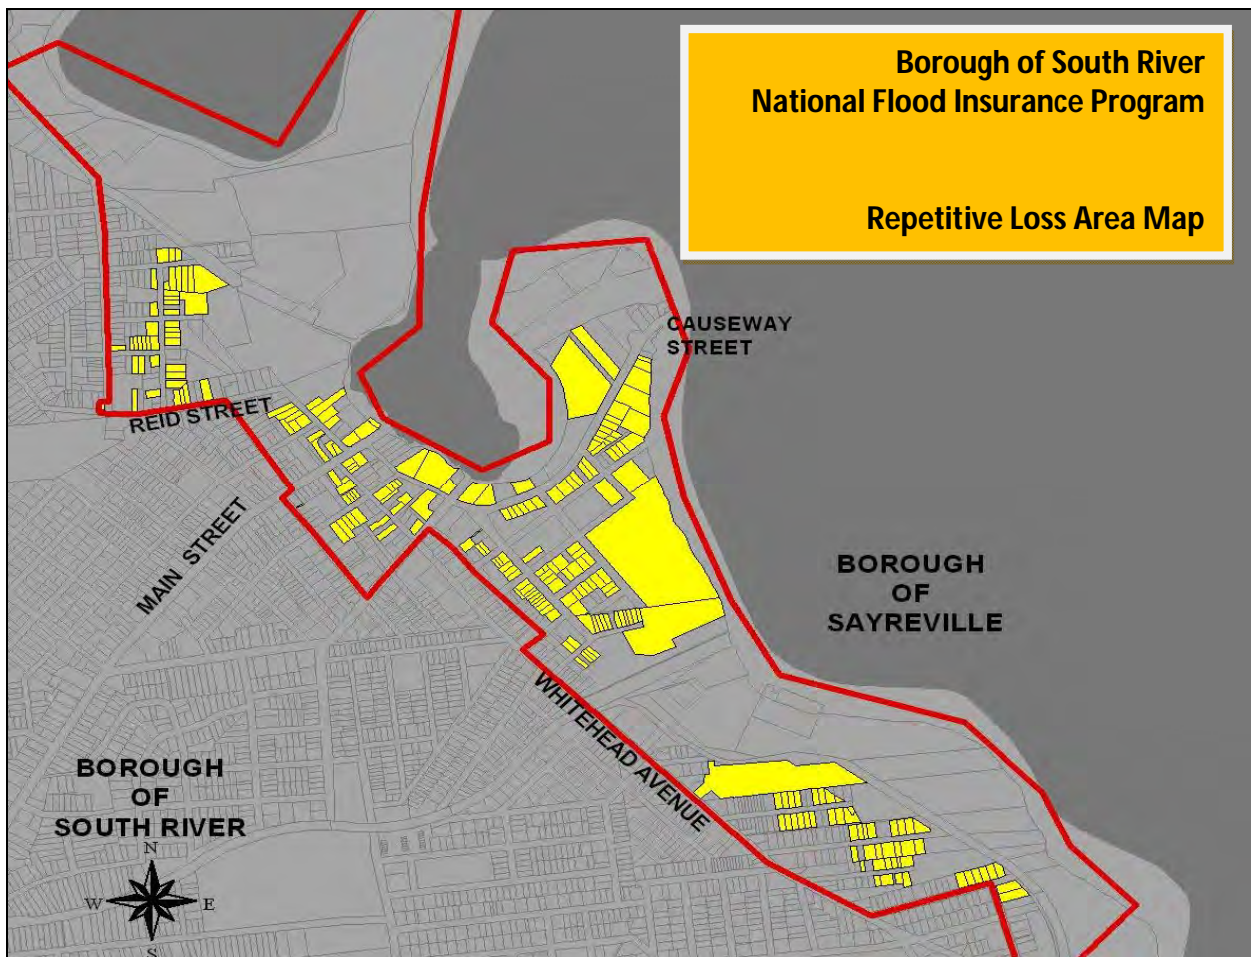 Borough of South River
National Flood Insurance Program
Repetitive Loss Area Map
CAUSEWAY
STREET
REID STREET
MAIN STREET
BOROUGH
OF
SAYREVILLE
WHITEHEAD AVENUE
BOROUGH
OF
SOUTH RIVER
N
W E
S